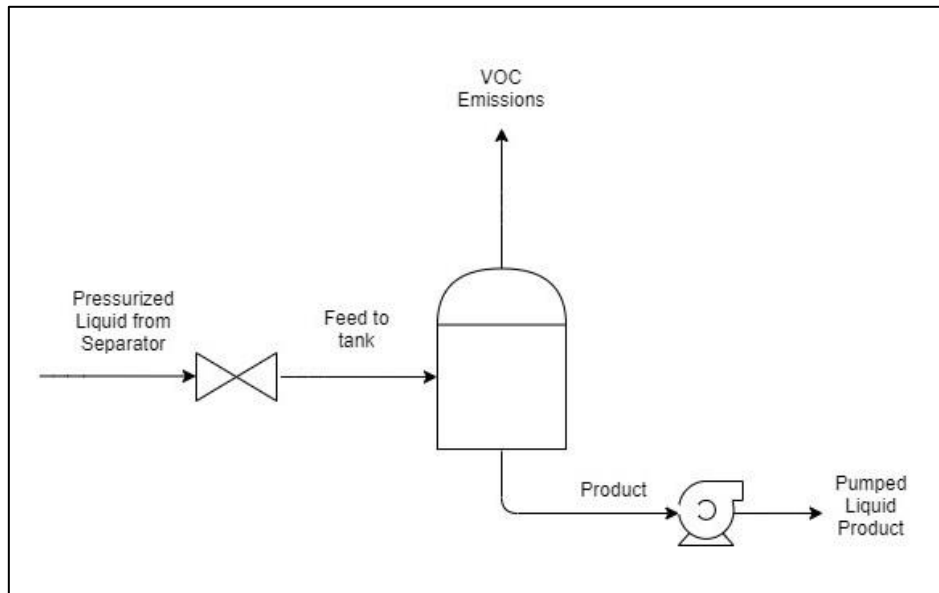 VOC
Emissions
Pressurized
Liquid from
Separator
Feed to
tank
Product
Pumped
Liquid
Product